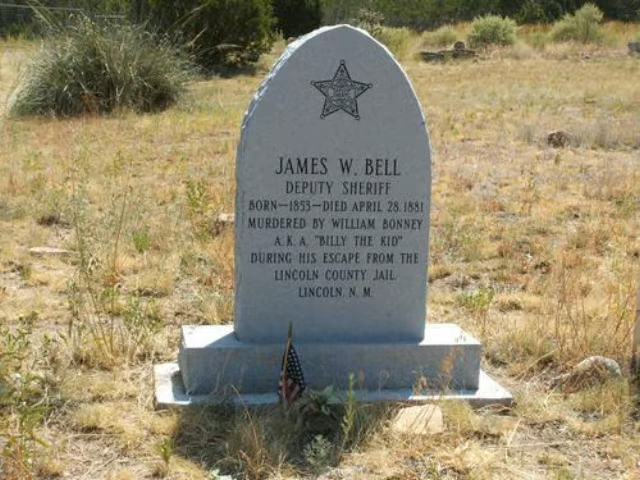 JAMES W. BELL
DEPUTY SHERIFF
BORN—1853—DIED APRIL 28, 1881
MURDERED BY WILLIAM BONNEY
A.K.A. "BILLY THE KID"
DURING HIS ESCAPE FROM THE
LINCOLN COUNTY JAIL
LINCOLN, N. M.